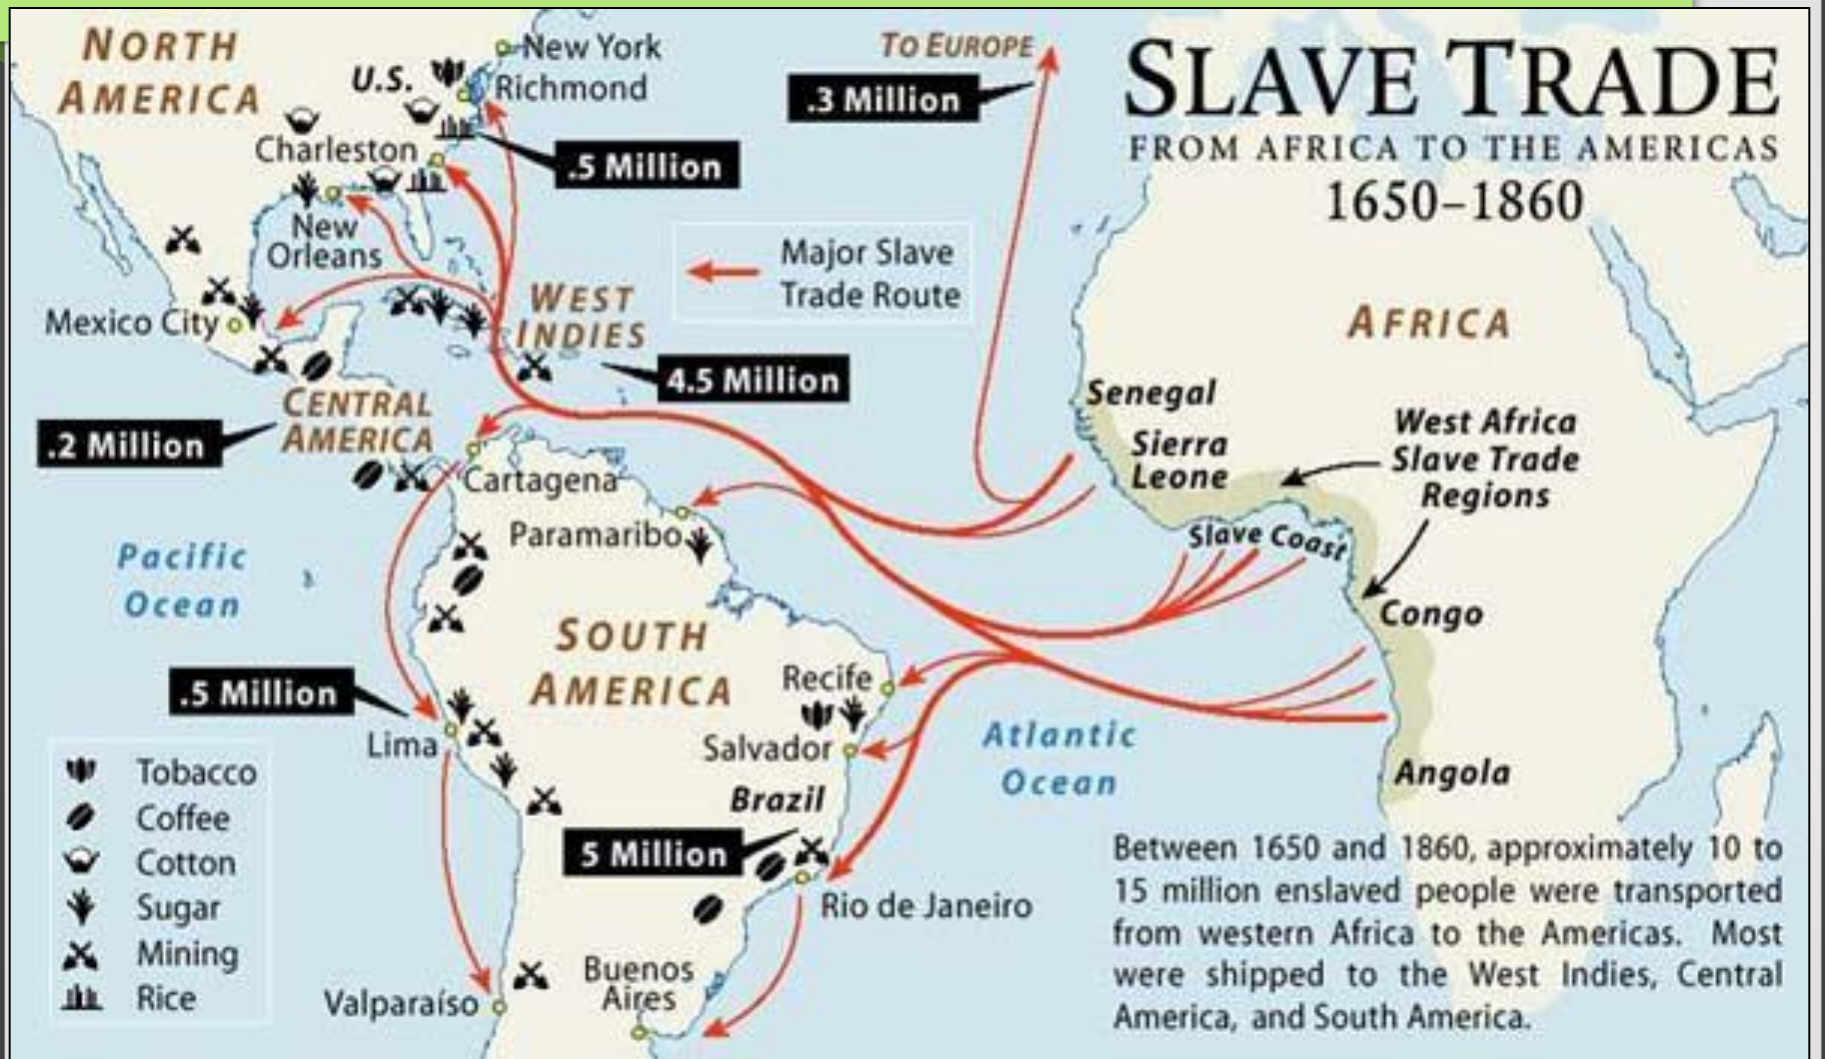 SLAVE TRADE
FROM AFRICA TO THE AMERICAS
1650–1860
NORTH
AMERICA
U.S.
New York
Richmond
Charleston
.5 Million
New
Orleans
Mexico City
WEST
INDIES
4.5 Million
CENTRAL
AMERICA
.2 Million
TO EUROPE
.3 Million
Major Slave
Trade Route
AFRICA
Senegal
Sierra
Leone
West Africa
Slave Trade
Regions
Slave Coast
Congo
Angola
Cartagena
Paramaribo
Pacific
Ocean
SOUTH
AMERICA
Recife
Salvador
Brazil
5 Million
Rio de Janeiro
Atlantic
Ocean
.5 Million
Lima
Valparaíso
Buenos
Aires
Tobacco
Coffee
Cotton
Sugar
Mining
Rice
Between 1650 and 1860, approximately 10 to
15 million enslaved people were transported
from western Africa to the Americas. Most
were shipped to the West Indies, Central
America, and South America.